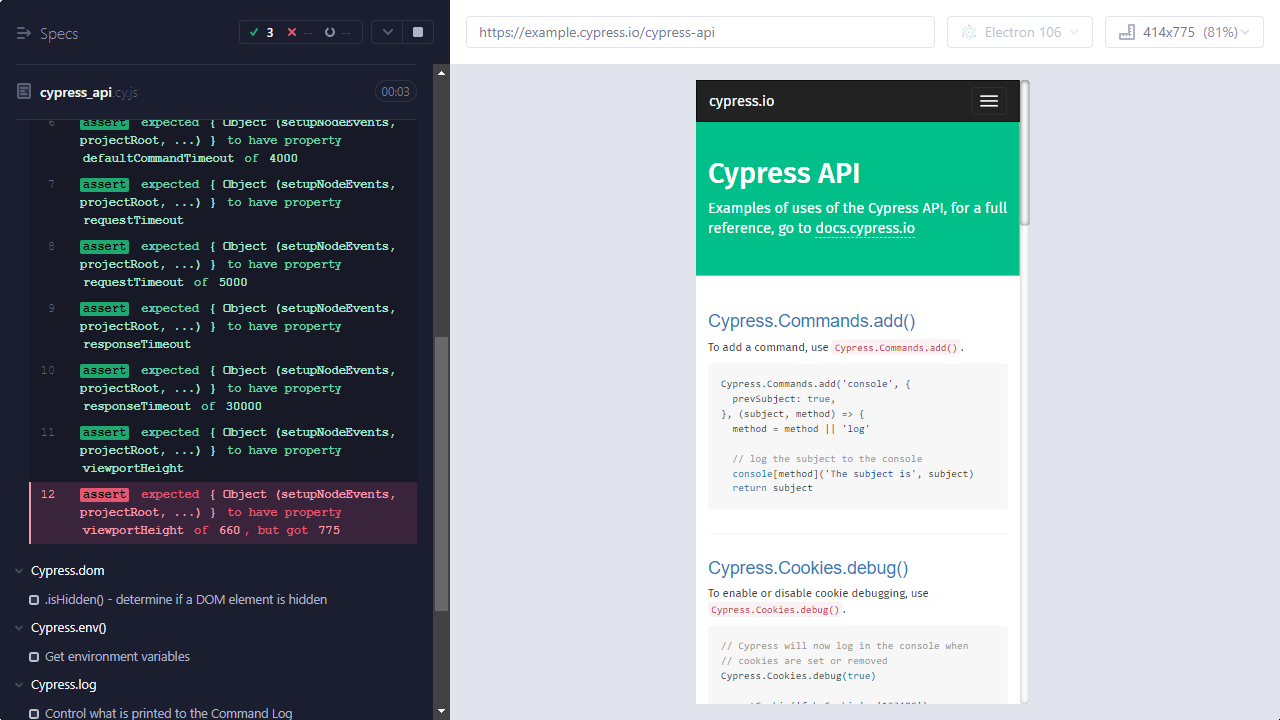 Specs
3
--
--
cypress_api.cy.js
00:03
6 assert expected { Object (setupNodeEvents,
projectRoot, ...) } to have property
defaultCommandTimeout of 4000
7 assert expected { Object (setupNodeEvents,
projectRoot, ...) } to have property
requestTimeout
8 assert expected { Object (setupNodeEvents,
projectRoot, ...) } to have property
requestTimeout of 5000
9 assert expected { Object (setupNodeEvents,
projectRoot, ...) } to have property
responseTimeout
10 assert expected { Object (setupNodeEvents,
projectRoot, ...) } to have property
responseTimeout of 30000
11 assert expected { Object (setupNodeEvents,
projectRoot, ...) } to have property
viewportHeight
12 assert expected { Object (setupNodeEvents,
projectRoot, ...) } to have property
viewportHeight of 660, but got 775
Cypress.dom
.isHidden() - determine if a DOM element is hidden
Cypress.env()
Get environment variables
Cypress.log
Control what is printed to the Command Log
https://example.cypress.io/cypress-api
Electron 106
414x775 (81%)
cypress.io
Cypress API
Examples of uses of the Cypress API, for a full
reference, go to docs.cypress.io
Cypress.Commands.add()
To add a command, use Cypress.Commands.add().
Cypress.Commands.add('console', {
prevSubject: true,
}, (subject, method) => {
method = method || 'log'
// log the subject to the console
console[method]('The subject is', subject)
return subject
Cypress.Cookies.debug()
To enable or disable cookie debugging, use
Cypress.Cookies.debug().
// Cypress will now log in the console when
// cookies are set or removed
Cypress.Cookies.debug(true)